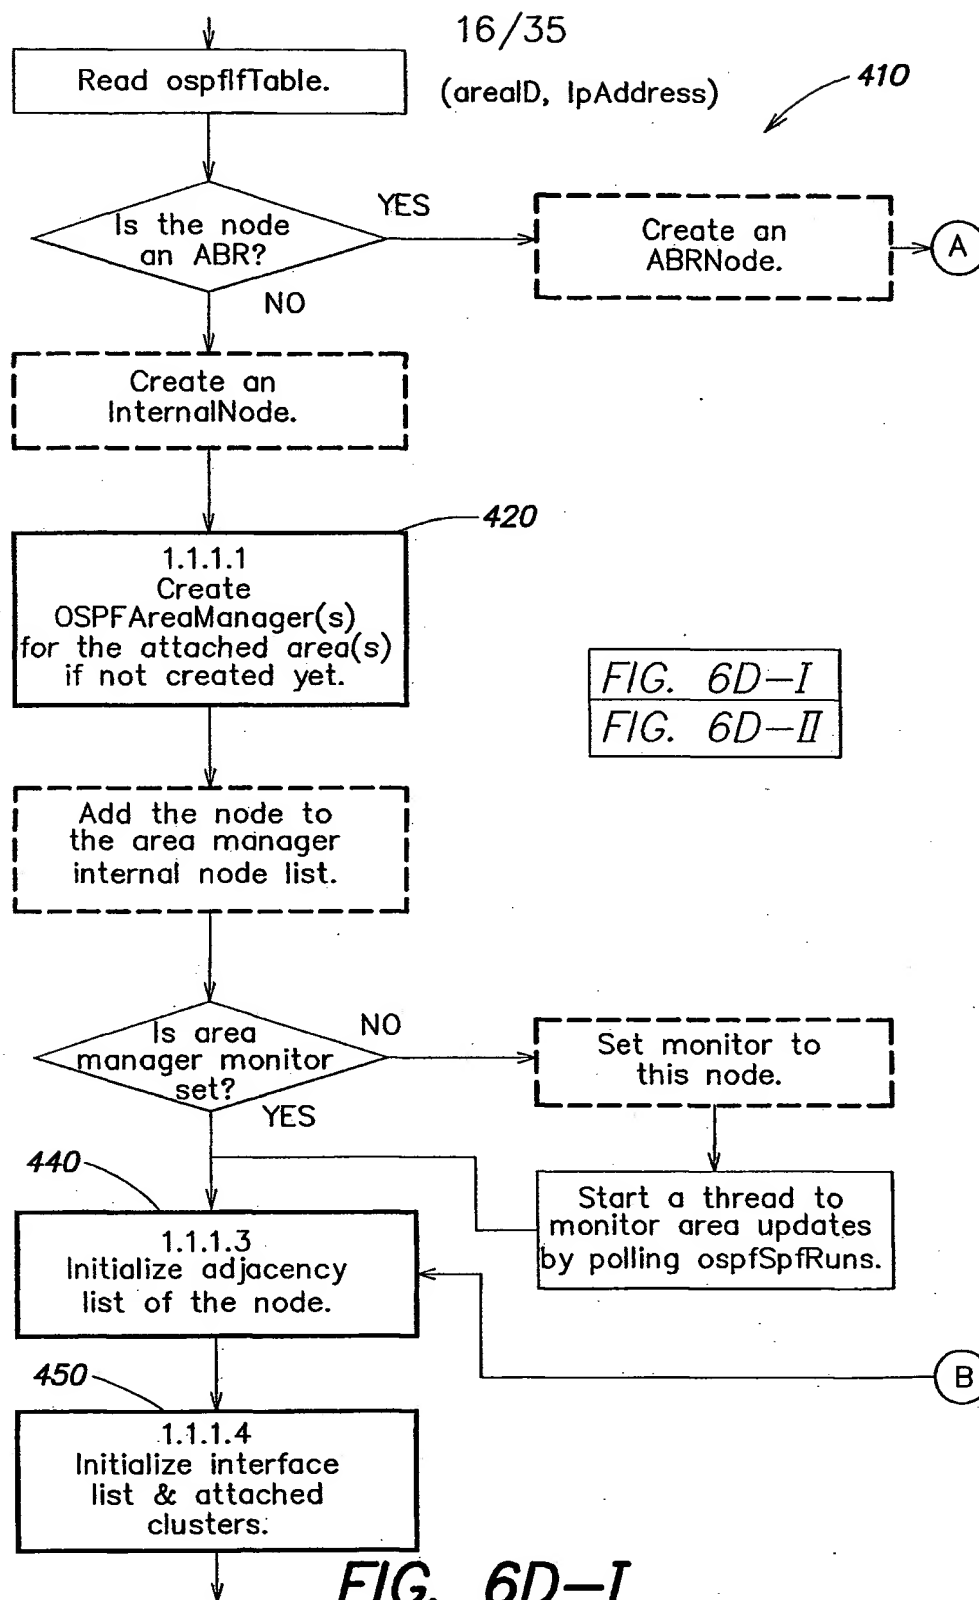 16/35
Read ospfIfTable.
(areaID, IpAddress)
410
Is the node
an ABR?
YES
Create an
ABRNode.
A
NO
Create an
InternalNode.
420
1.1.1.1
Create
OSPFAreaManager(s)
for the attached area(s)
if not created yet.
FIG. 6D-I
FIG. 6D-II
Add the node to
the area manager
internal node list.
Is area
manager monitor
set?
NO
Set monitor to
this node.
YES
440
Start a thread to
monitor area updates
by polling ospfSpfRuns.
1.1.1.3
Initialize adjacency
list of the node.
B
450
1.1.1.4
Initialize interface
list & attached
clusters.
FIG. 6D-I